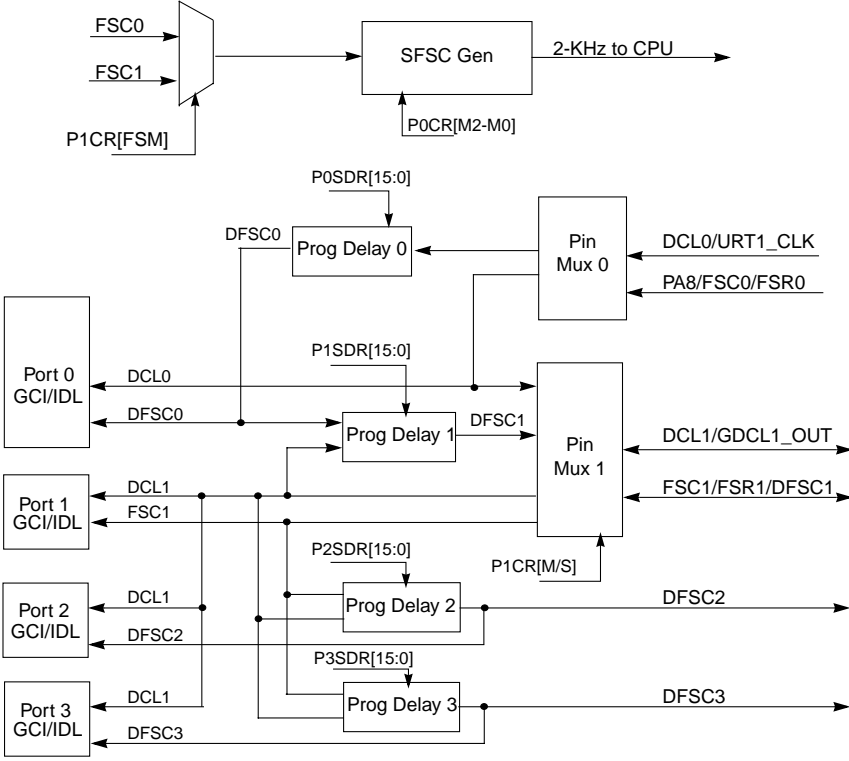 FSC0
FSC1
SFSC Gen
2-KHz to CPU
P1CR[FSM]
P0CR[M2-M0]
P0SDR[15:0]
DFSC0
Prog Delay 0
Pin
Mux 0
DCL0/URT1_CLK
PA8/FSC0/FSR0
Port 0
GCI/IDL
DCL0
DFSC0
P1SDR[15:0]
Prog Delay 1
DFSC1
Pin
Mux 1
DCL1/GDCL1_OUT
FSC1/FSR1/DFSC1
Port 1
GCI/IDL
DCL1
FSC1
P1CR[M/S]
P2SDR[15:0]
Port 2
GCI/IDL
DCL1
DFSC2
Prog Delay 2
DFSC2
P3SDR[15:0]
Port 3
GCI/IDL
DCL1
DFSC3
Prog Delay 3
DFSC3